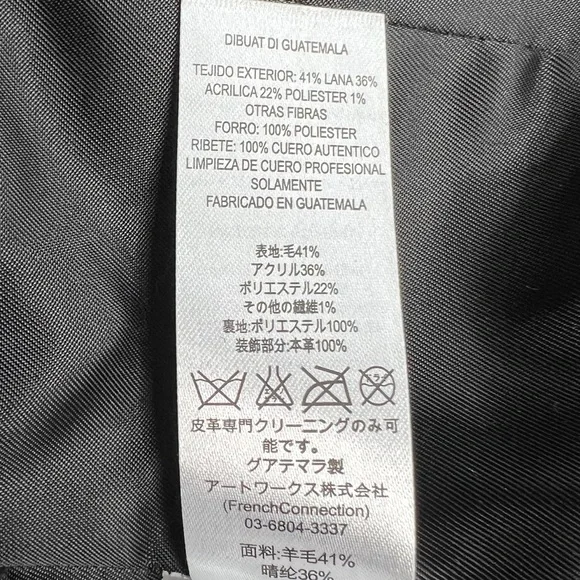 DIBUAT DI GUATEMALA
TEJIDO EXTERIOR: 41% LANA 36%
ACRILICA 22% POLIESTER 1%
OTRAS FIBRAS
FORRO: 100% POLIESTER
RIBETE: 100% CUERO AUTENTICO
LIMPIEZA DE CUERO PROFESIONAL
SOLAMENTE
FABRICADO EN GUATEMALA
表地:毛41%
アクリル36%
ポリエステル22%
その他の繊維1%
裏地:ポリエステル100%
装飾部分:本革100%
皮革専門クリーニングのみ可
能です。
グアテマラ製
アートワークス株式会社
(FrenchConnection)
03-6804-3337
面料:羊毛41%
晴纶36%